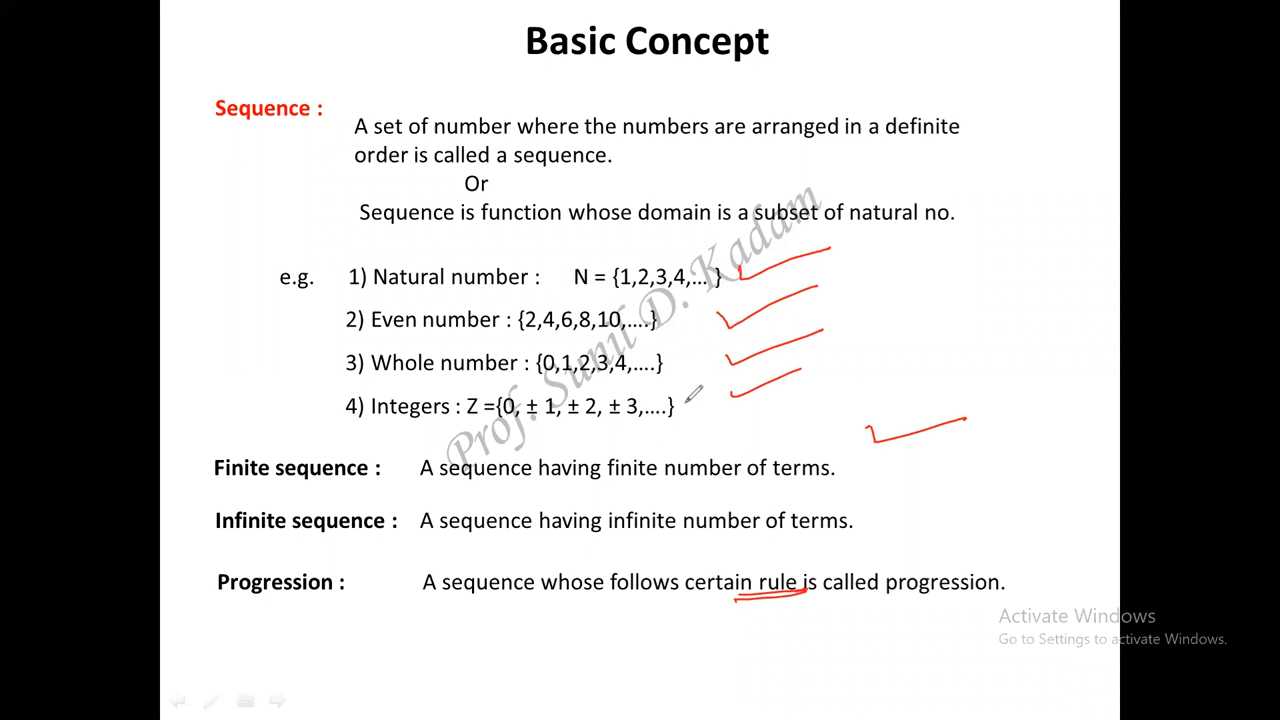 Basic Concept
Sequence :
A set of number where the numbers are arranged in a definite
order is called a sequence.
Or
Sequence is function whose domain is a subset of natural no.
e.g. 1) Natural number : N = {1,2,3,4,... }
2) Even number : {2,4,6,8,10,....}
3) Whole number : {0,1,2,3,4,....}
4) Integers : Z ={0, ± 1, ± 2, ± 3,....}
Prof. Sunil D. Kadam
Finite sequence : A sequence having finite number of terms.
Infinite sequence : A sequence having infinite number of terms.
Progression : A sequence whose follows certain rule is called progression.
Activate Windows
Go to Settings to activate Windows.